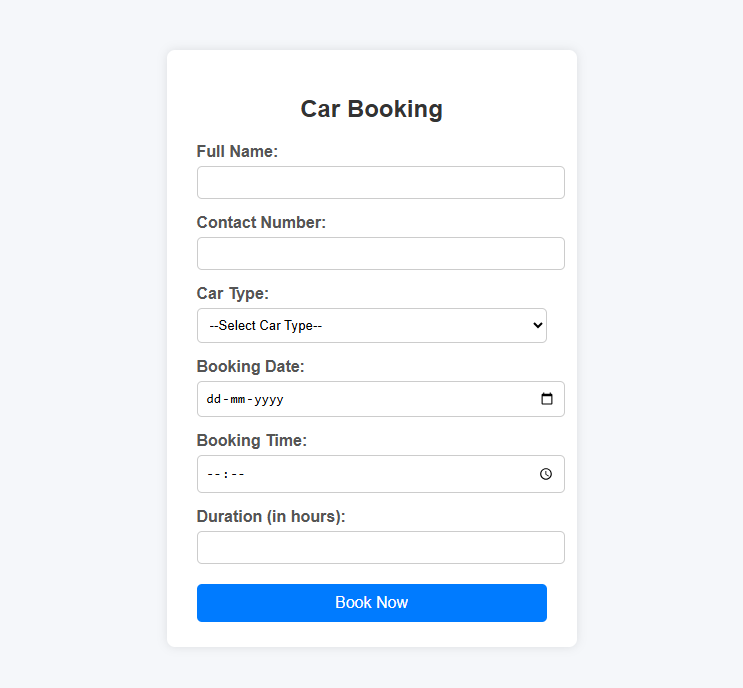 Car Booking
Full Name:
Contact Number:
Car Type:
--Select Car Type--
Booking Date:
dd-mm-yyyy
Booking Time:
--:--
Duration (in hours):
Book Now